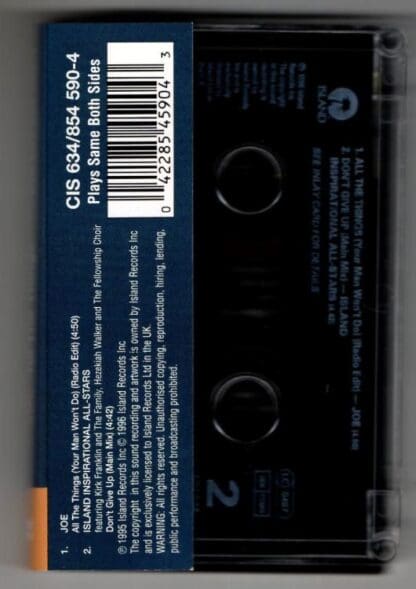 CIS 634/854 590-4
Plays Same Both Sides
0 42285 45904 3
1. JOE
All The Things (Your Man Won't Do) (Radio Edit) (4:50)
2. ISLAND INSPIRATIONAL ALL-STARS
featuring Kirk Franklin and The Family, Hezekiah Walker and The Fellowship Choir
Don't Give Up (Main Mix) (4:42)
℗ 1995 Island Records Inc © 1996 Island Records Inc
The copyright in this sound recording and artwork is owned by Island Records Inc
and is exclusively licensed to Island Records Ltd in the UK.
WARNING: All rights reserved. Unauthorised copying, reproduction, hiring, lending,
public performance and broadcasting prohibited.
ISLAND
1. ALL THE THINGS (Your Man Won't Do) (Radio Edit) — JOE
2. DON'T GIVE UP (Main Mix) — ISLAND
INSPIRATIONAL ALL-STARS
SEE INLAY CARD FOR DETAILS
2